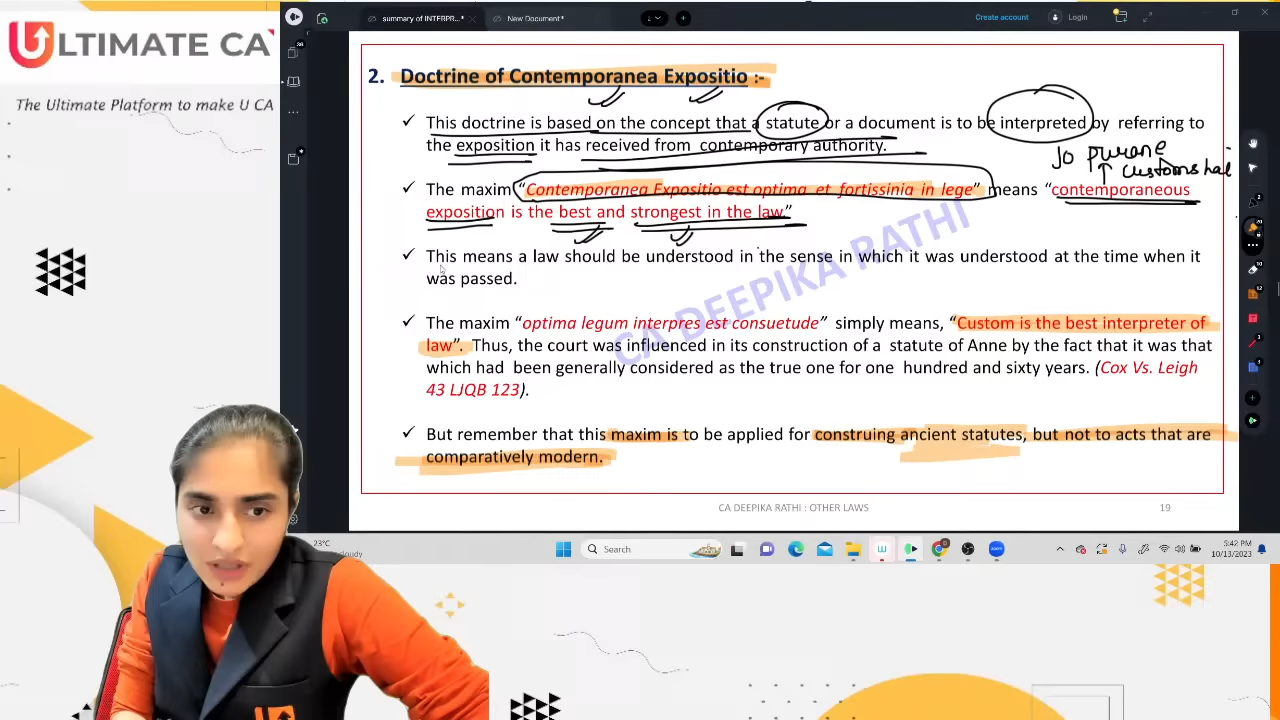 ULTIMATE CA
The Ultimate Platform to make U CA
summary of INTERPR...*
New Document*
Create account
Login
2. Doctrine of Contemporanea Expositio :-
✓ This doctrine is based on the concept that a statute or a document is to be interpreted by referring to
the exposition it has received from contemporary authority.
jo purane
customs hai
✓ The maxim “Contemporanea Expositio est optima et fortissinia in lege” means “contemporaneous
exposition is the best and strongest in the law.”
✓ This means a law should be understood in the sense in which it was understood at the time when it
was passed.
✓ The maxim “optima legum interpres est consuetude” simply means, “Custom is the best interpreter of
law”. Thus, the court was influenced in its construction of a statute of Anne by the fact that it was that
which had been generally considered as the true one for one hundred and sixty years. (Cox Vs. Leigh
43 LJQB 123).
✓ But remember that this maxim is to be applied for construing ancient statutes, but not to acts that are
comparatively modern.
CA DEEPIKA RATHI
CA DEEPIKA RATHI : OTHER LAWS
19
23°C
cloudy
Search
5:42 PM
10/13/2023